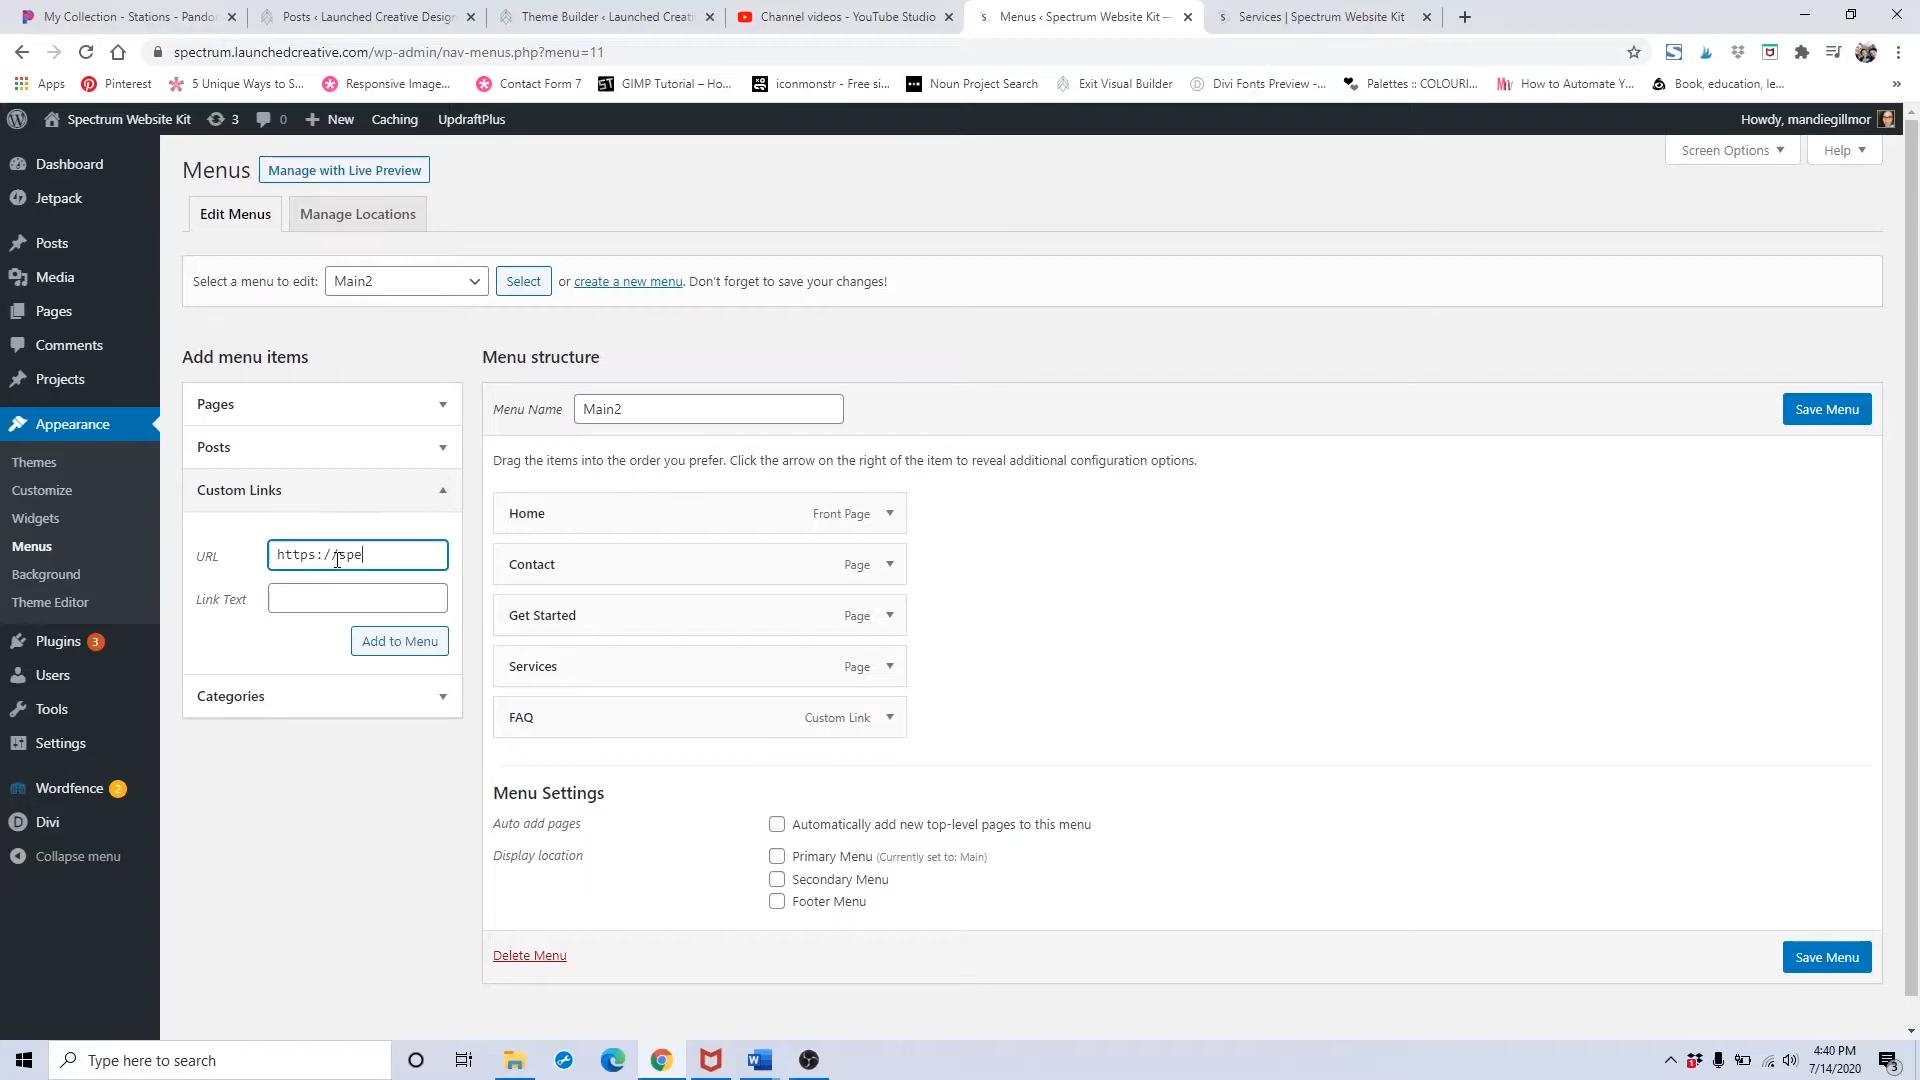 My Collection - Stations - Pando
Posts ‹ Launched Creative Design
Theme Builder ‹ Launched Creati
Channel videos - YouTube Studio
Menus ‹ Spectrum Website Kit —
Services | Spectrum Website Kit
spectrum.launchedcreative.com/wp-admin/nav-menus.php?menu=11
Apps
Pinterest
5 Unique Ways to S...
Responsive Image...
Contact Form 7
GIMP Tutorial – Ho...
iconmonstr - Free si...
Noun Project Search
Exit Visual Builder
Divi Fonts Preview -...
Palettes :: COLOURl...
How to Automate Y...
Book, education, le...
Spectrum Website Kit
3
0
New
Caching
UpdraftPlus
Howdy, mandiegillmor
Dashboard
Jetpack
Posts
Media
Pages
Comments
Projects
Appearance
Themes
Customize
Widgets
Menus
Background
Theme Editor
Plugins 3
Users
Tools
Settings
Wordfence 2
Divi
Collapse menu
Screen Options
Help
Menus
Manage with Live Preview
Edit Menus
Manage Locations
Select a menu to edit: Main2 Select or create a new menu. Don't forget to save your changes!
Add menu items
Pages
Posts
Custom Links
URL https://spe
Link Text
Add to Menu
Categories
Menu structure
Menu Name Main2
Save Menu
Drag the items into the order you prefer. Click the arrow on the right of the item to reveal additional configuration options.
Home Front Page
Contact Page
Get Started Page
Services Page
FAQ Custom Link
Menu Settings
Auto add pages
Automatically add new top-level pages to this menu
Display location
Primary Menu (Currently set to: Main)
Secondary Menu
Footer Menu
Delete Menu
Save Menu
Type here to search
4:40 PM
7/14/2020
3